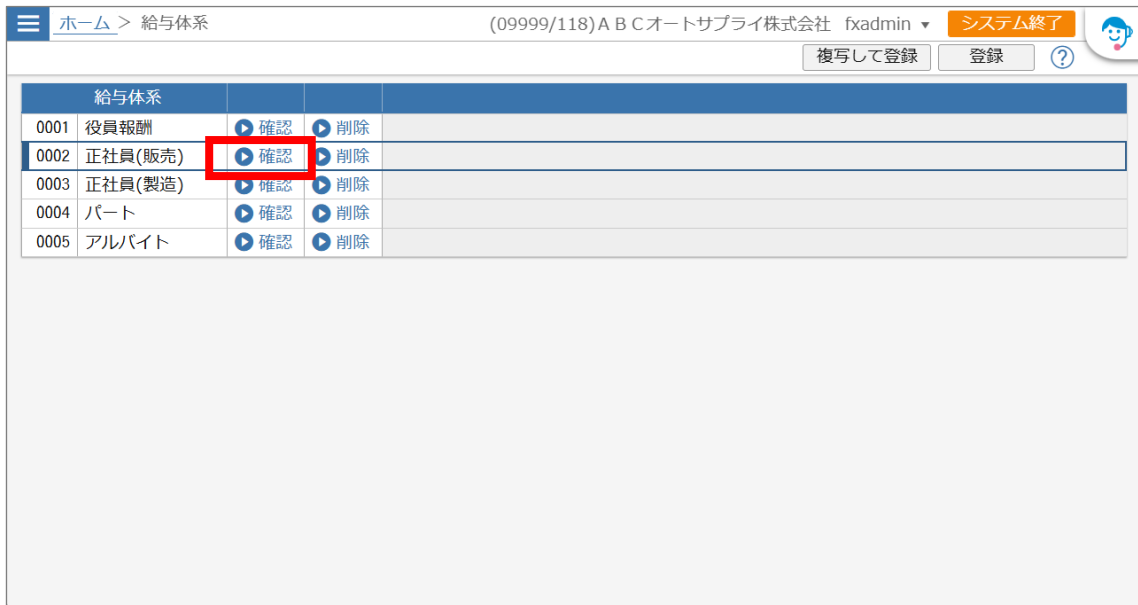 ホーム > 給与体系 (09999/118)ＡＢＣオートサプライ株式会社 fxadmin ▼ システム終了
複写して登録 登録 ?
給与体系
0001 役員報酬 確認 削除
0002 正社員(販売) 確認 削除
0003 正社員(製造) 確認 削除
0004 パート 確認 削除
0005 アルバイト 確認 削除